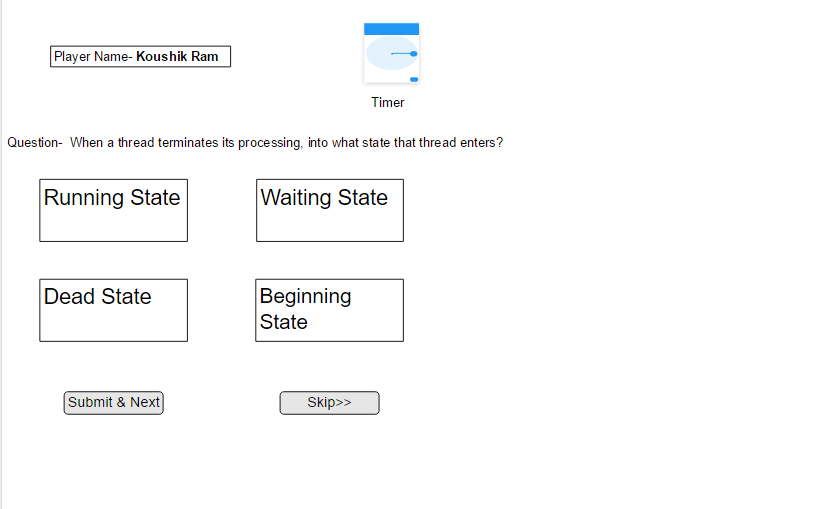 Player Name- Koushik Ram
Timer
Question-  When a thread terminates its processing, into what state that thread enters?
Running State
Waiting State
Dead State
Beginning
State
Submit & Next
Skip>>